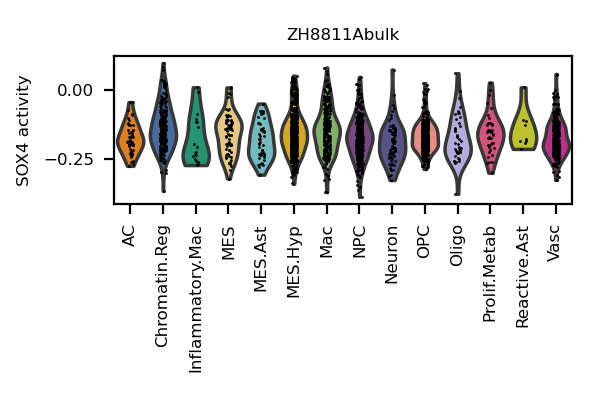 ZH8811Abulk
SOX4 activity
0.00
−0.25
AC
Chromatin.Reg
Inflammatory.Mac
MES
MES.Ast
MES.Hyp
Mac
NPC
Neuron
OPC
Oligo
Prolif.Metab
Reactive.Ast
Vasc